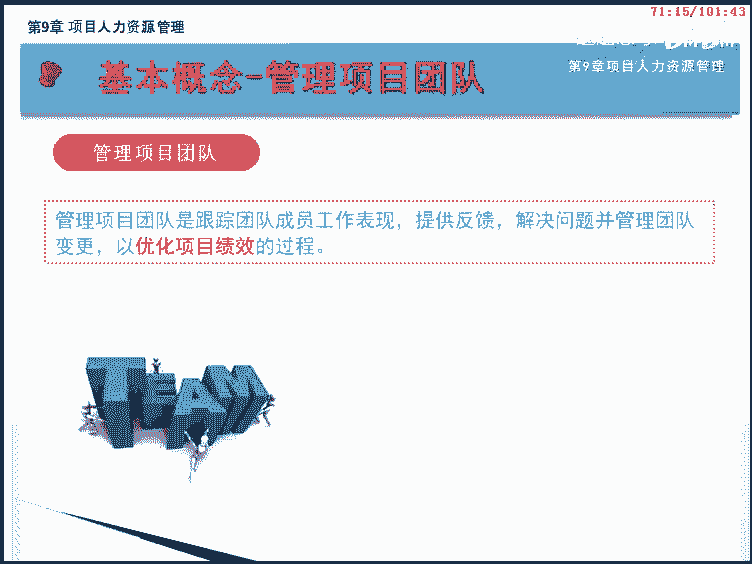 71:15/101:43
第9章 项目人力资源管理
基本概念-管理项目团队
第9章项目人力资源管理
管理项目团队
管理项目团队是跟踪团队成员工作表现，提供反馈，解决问题并管理团队
变更，以优化项目绩效的过程。
TEAM